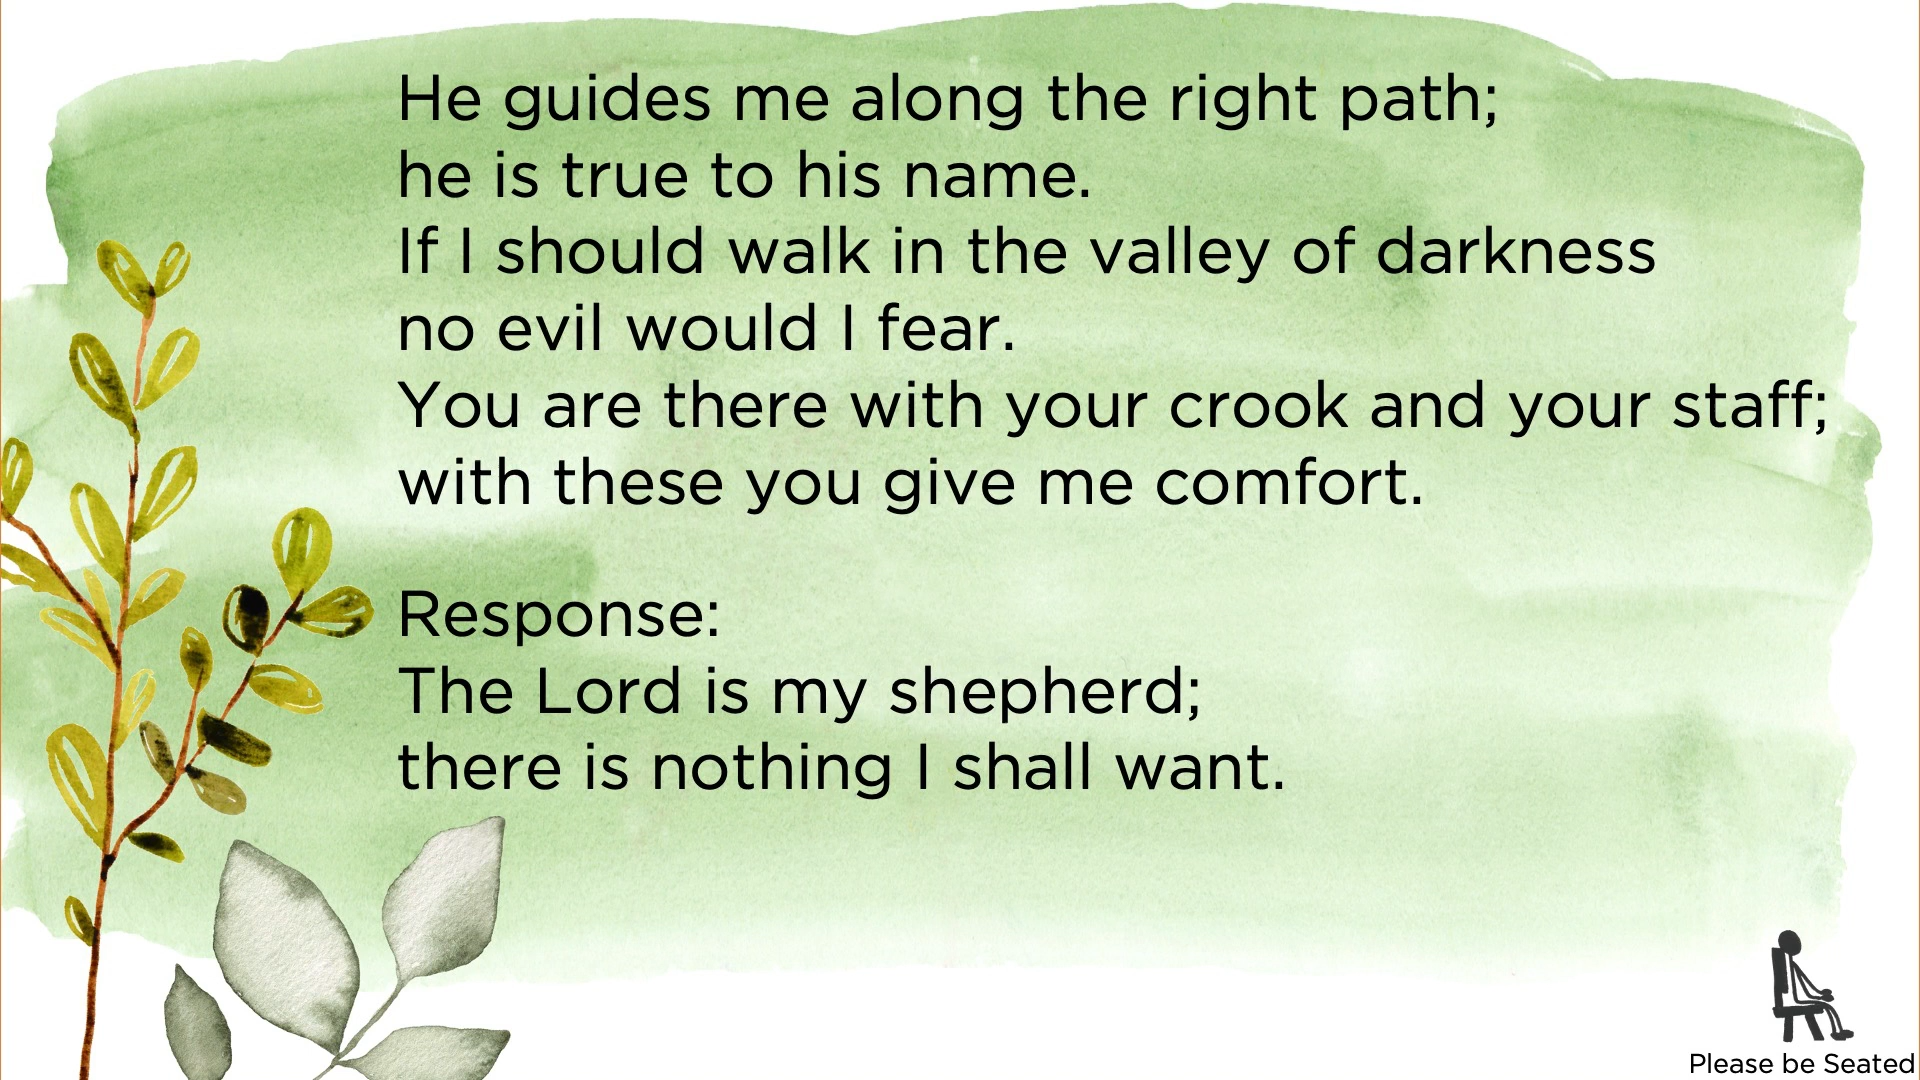 He guides me along the right path;
he is true to his name.
If I should walk in the valley of darkness
no evil would I fear.
You are there with your crook and your staff;
with these you give me comfort.
Response:
The Lord is my shepherd;
there is nothing I shall want.
Please be Seated